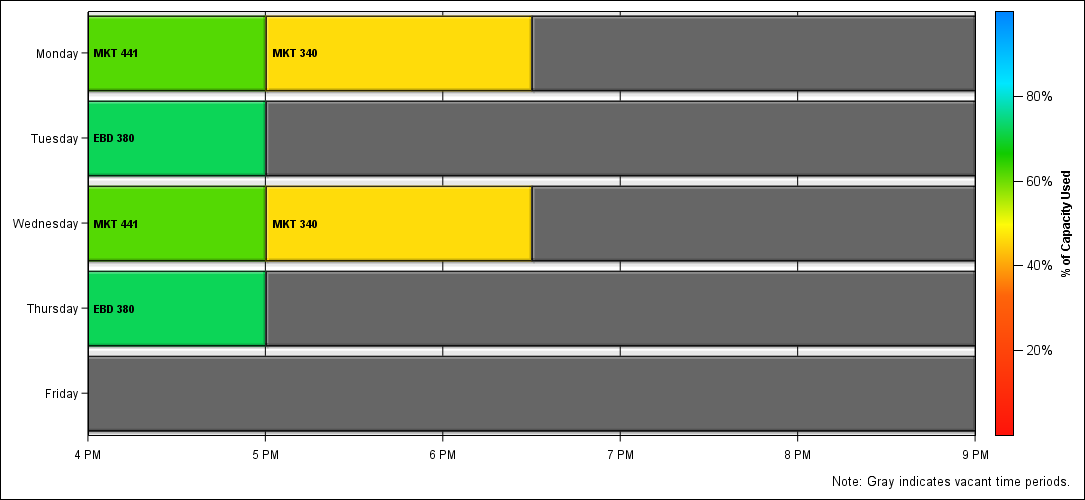 Monday
MKT 441
MKT 340
Tuesday
EBD 380
Wednesday
MKT 441
MKT 340
Thursday
EBD 380
Friday
4 PM
5 PM
6 PM
7 PM
8 PM
9 PM
80%
60%
40%
20%
% of Capacity Used
Note: Gray indicates vacant time periods.